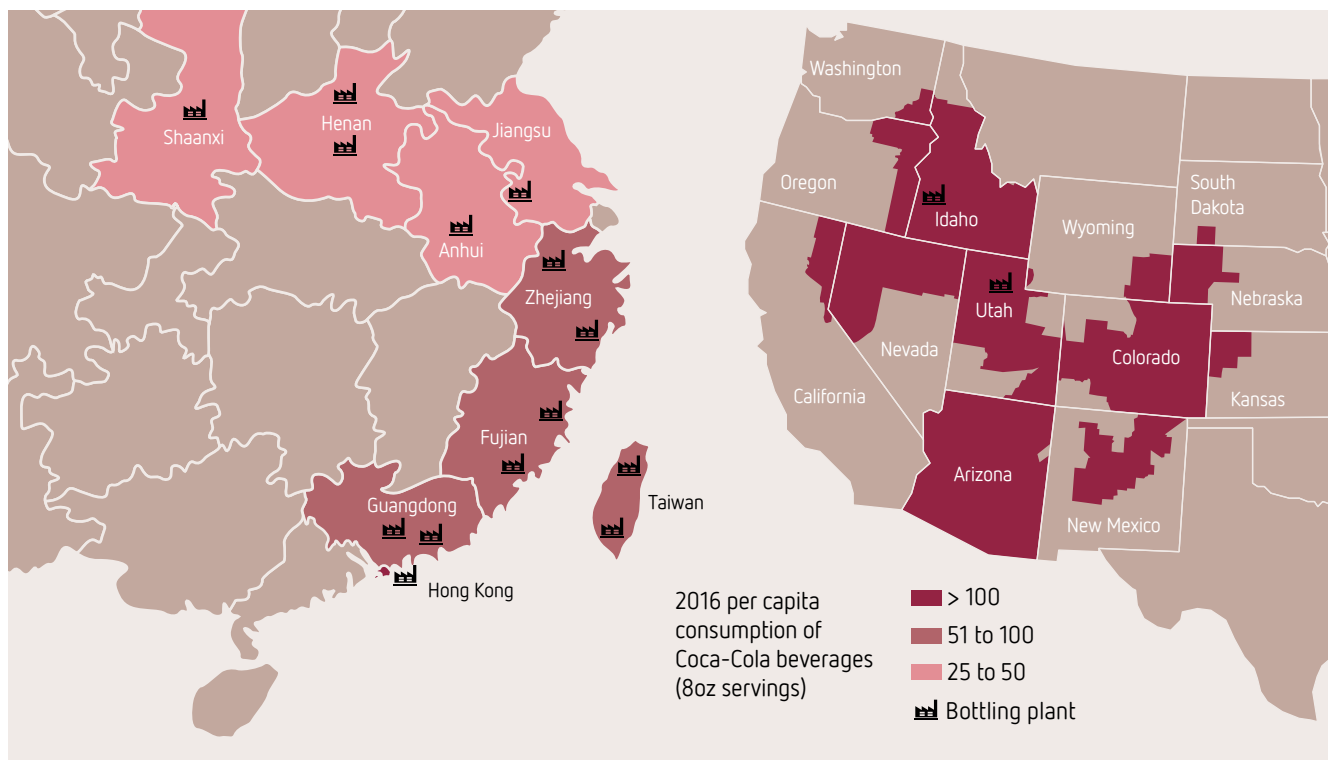 Shaanxi
Henan
Jiangsu
Anhui
Zhejiang
Fujian
Guangdong
Taiwan
Hong Kong
Washington
Oregon
Idaho
Wyoming
South
Dakota
Nebraska
Utah
Nevada
Colorado
California
Kansas
Arizona
New Mexico
2016 per capita
consumption of
Coca-Cola beverages
(8oz servings)
> 100
51 to 100
25 to 50
Bottling plant